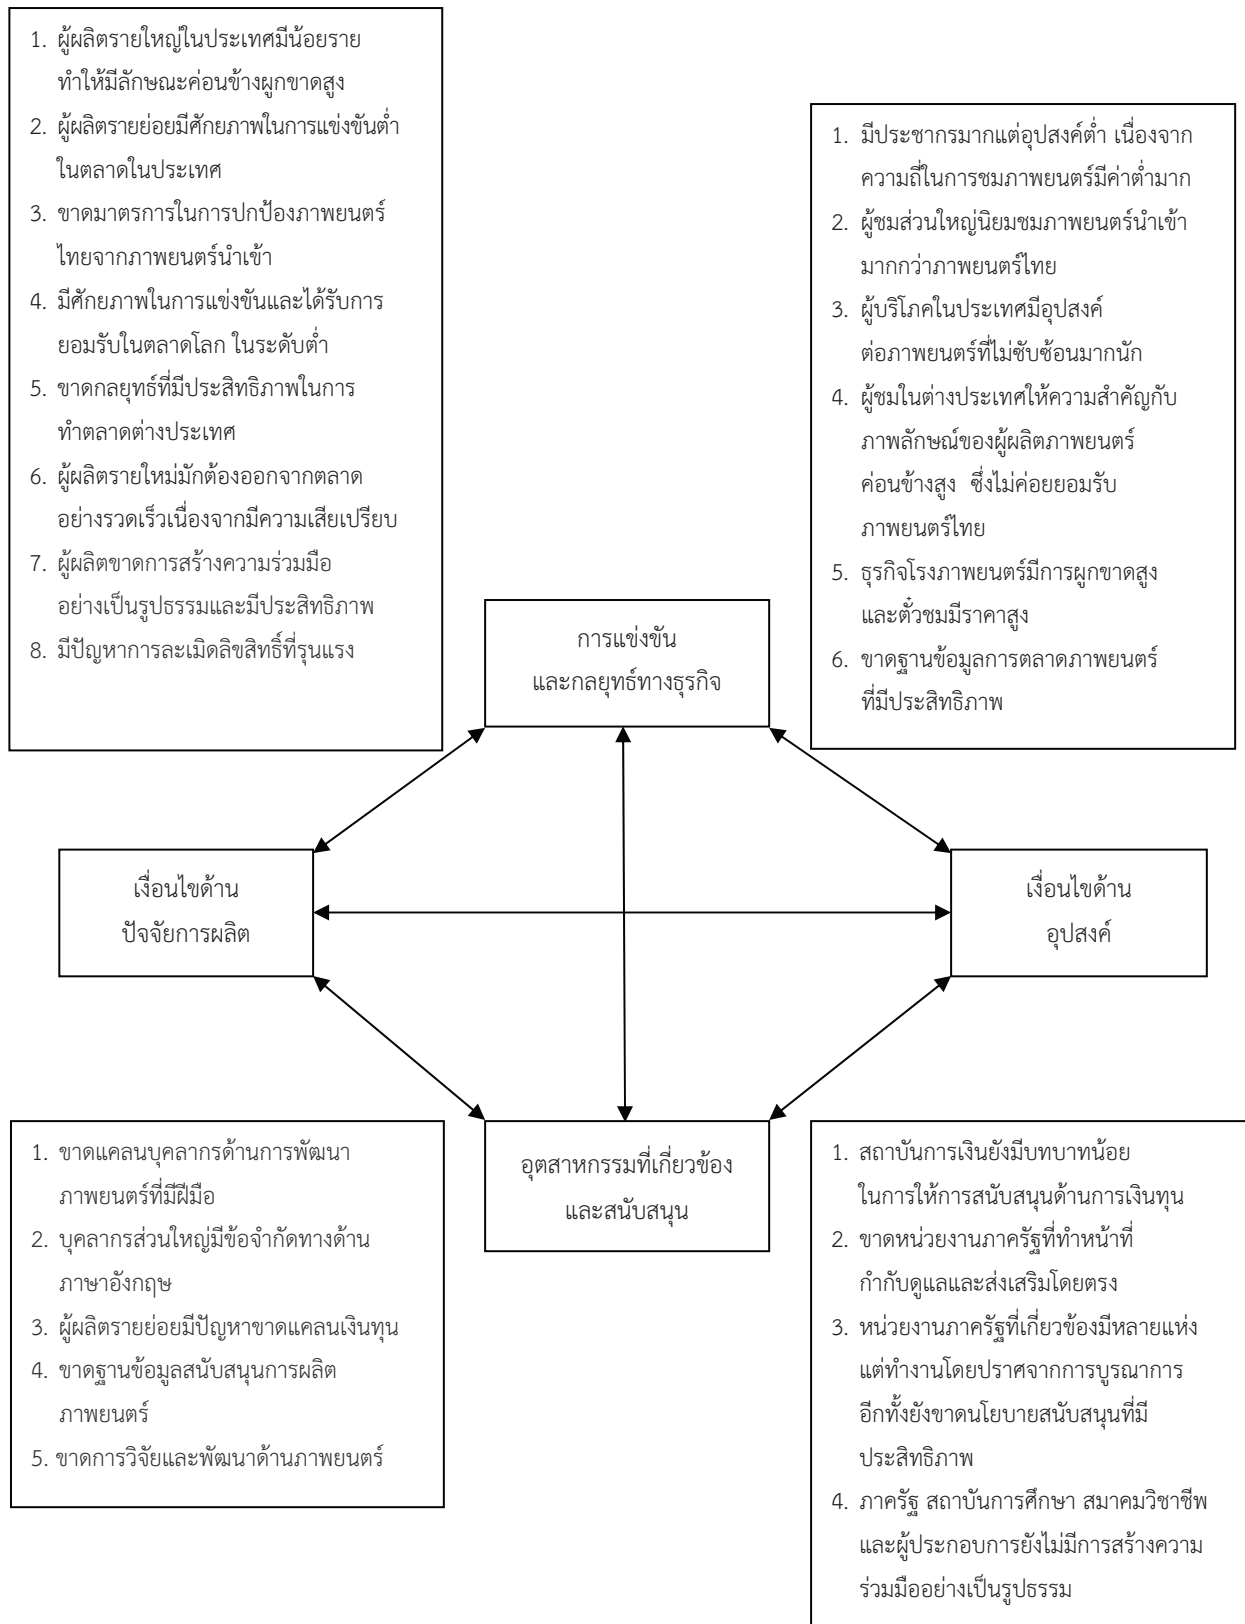 1. ผู้ผลิตรายใหญ่ในประเทศมีน้อยราย
ทำให้มีลักษณะค่อนข้างผูกขาดสูง
2. ผู้ผลิตรายย่อยมีศักยภาพในการแข่งขันต่ำ
ในตลาดในประเทศ
3. ขาดมาตรการในการปกป้องภาพยนตร์
ไทยจากภาพยนตร์นำเข้า
4. มีศักยภาพในการแข่งขันและได้รับการ
ยอมรับในตลาดโลก ในระดับต่ำ
5. ขาดกลยุทธ์ที่มีประสิทธิภาพในการ
ทำตลาดต่างประเทศ
6. ผู้ผลิตรายใหม่มักต้องออกจากตลาด
อย่างรวดเร็วเนื่องจากมีความเสียเปรียบ
7. ผู้ผลิตขาดการสร้างความร่วมมือ
อย่างเป็นรูปธรรมและมีประสิทธิภาพ
8. มีปัญหาการละเมิดลิขสิทธิ์ที่รุนแรง
1. มีประชากรมากแต่อุปสงค์ต่ำ เนื่องจาก
ความถี่ในการชมภาพยนตร์มีค่าต่ำมาก
2. ผู้ชมส่วนใหญ่นิยมชมภาพยนตร์นำเข้า
มากกว่าภาพยนตร์ไทย
3. ผู้บริโภคในประเทศมีอุปสงค์
ต่อภาพยนตร์ที่ไม่ซับซ้อนมากนัก
4. ผู้ชมในต่างประเทศให้ความสำคัญกับ
ภาพลักษณ์ของผู้ผลิตภาพยนตร์
ค่อนข้างสูง ซึ่งไม่ค่อยยอมรับ
ภาพยนตร์ไทย
5. ธุรกิจโรงภาพยนตร์มีการผูกขาดสูง
และตั๋วชมมีราคาสูง
6. ขาดฐานข้อมูลการตลาดภาพยนตร์
ที่มีประสิทธิภาพ
การแข่งขัน
และกลยุทธ์ทางธุรกิจ
เงื่อนไขด้าน
ปัจจัยการผลิต
เงื่อนไขด้าน
อุปสงค์
อุตสาหกรรมที่เกี่ยวข้อง
และสนับสนุน
1. ขาดแคลนบุคลากรด้านการพัฒนา
ภาพยนตร์ที่มีฝีมือ
2. บุคลากรส่วนใหญ่มีข้อจำกัดทางด้าน
ภาษาอังกฤษ
3. ผู้ผลิตรายย่อยมีปัญหาขาดแคลนเงินทุน
4. ขาดฐานข้อมูลสนับสนุนการผลิต
ภาพยนตร์
5. ขาดการวิจัยและพัฒนาด้านภาพยนตร์
1. สถาบันการเงินยังมีบทบาทน้อย
ในการให้การสนับสนุนด้านการเงินทุน
2. ขาดหน่วยงานภาครัฐที่ทำหน้าที่
กำกับดูแลและส่งเสริมโดยตรง
3. หน่วยงานภาครัฐที่เกี่ยวข้องมีหลายแห่ง
แต่ทำงานโดยปราศจากการบูรณาการ
อีกทั้งยังขาดนโยบายสนับสนุนที่มี
ประสิทธิภาพ
4. ภาครัฐ สถาบันการศึกษา สมาคมวิชาชีพ
และผู้ประกอบการยังไม่มีการสร้างความ
ร่วมมืออย่างเป็นรูปธรรม